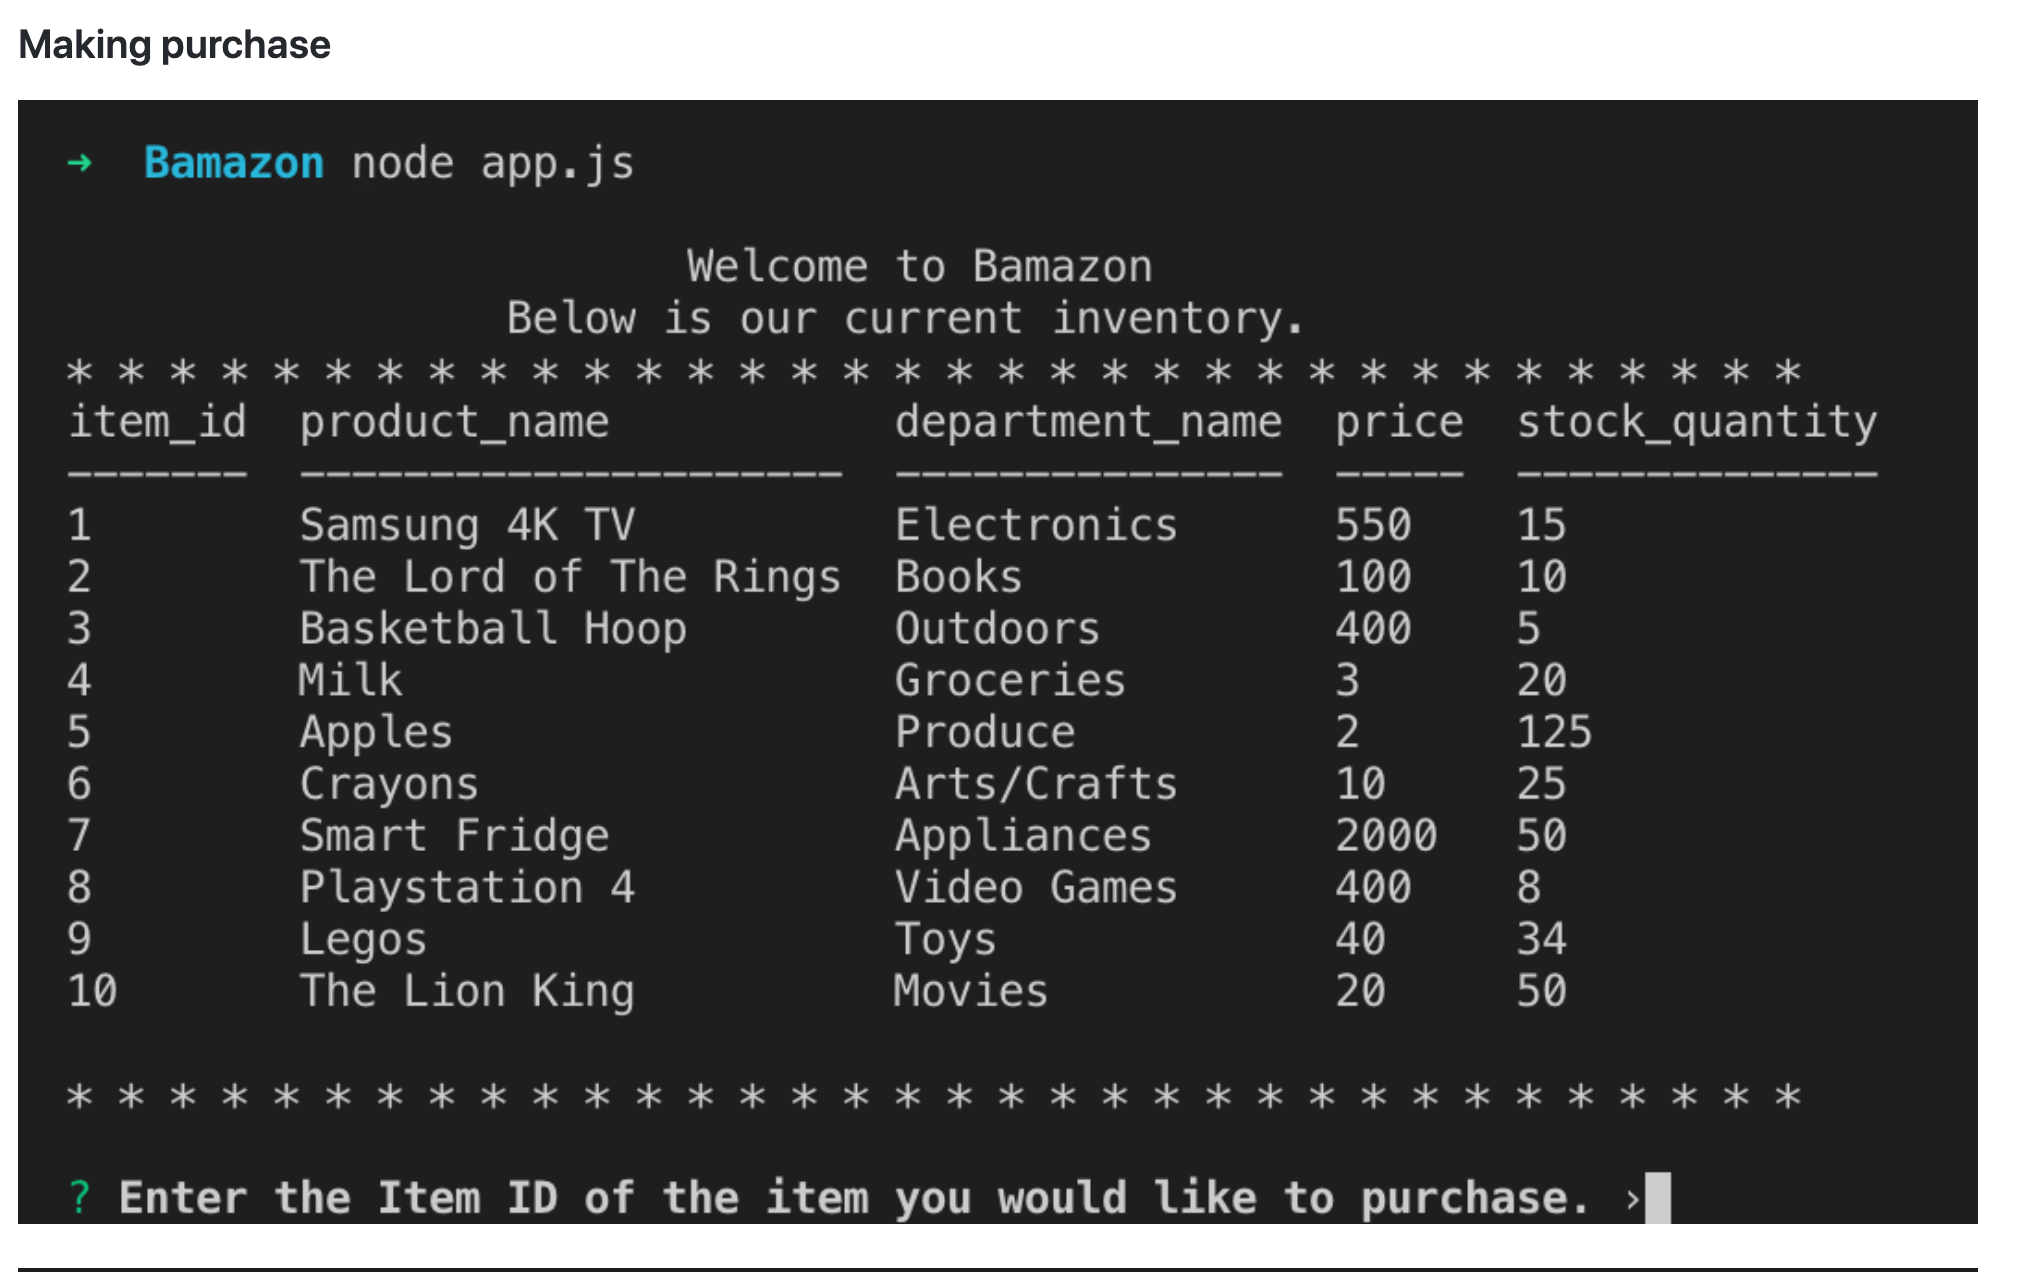 Making purchase
➜  Bamazon node app.js
Welcome to Bamazon
Below is our current inventory.
* * * * * * * * * * * * * * * * * * * * * * * * * * * * * * * * * *
item_id  product_name           department_name  price  stock_quantity
-------  ---------------------  ---------------  -----  --------------
1        Samsung 4K TV          Electronics      550    15
2        The Lord of The Rings  Books            100    10
3        Basketball Hoop        Outdoors         400    5
4        Milk                   Groceries        3      20
5        Apples                 Produce          2      125
6        Crayons                Arts/Crafts      10     25
7        Smart Fridge           Appliances       2000   50
8        Playstation 4          Video Games      400    8
9        Legos                  Toys             40     34
10       The Lion King          Movies           20     50
* * * * * * * * * * * * * * * * * * * * * * * * * * * * * * * * * *
? Enter the Item ID of the item you would like to purchase. ›